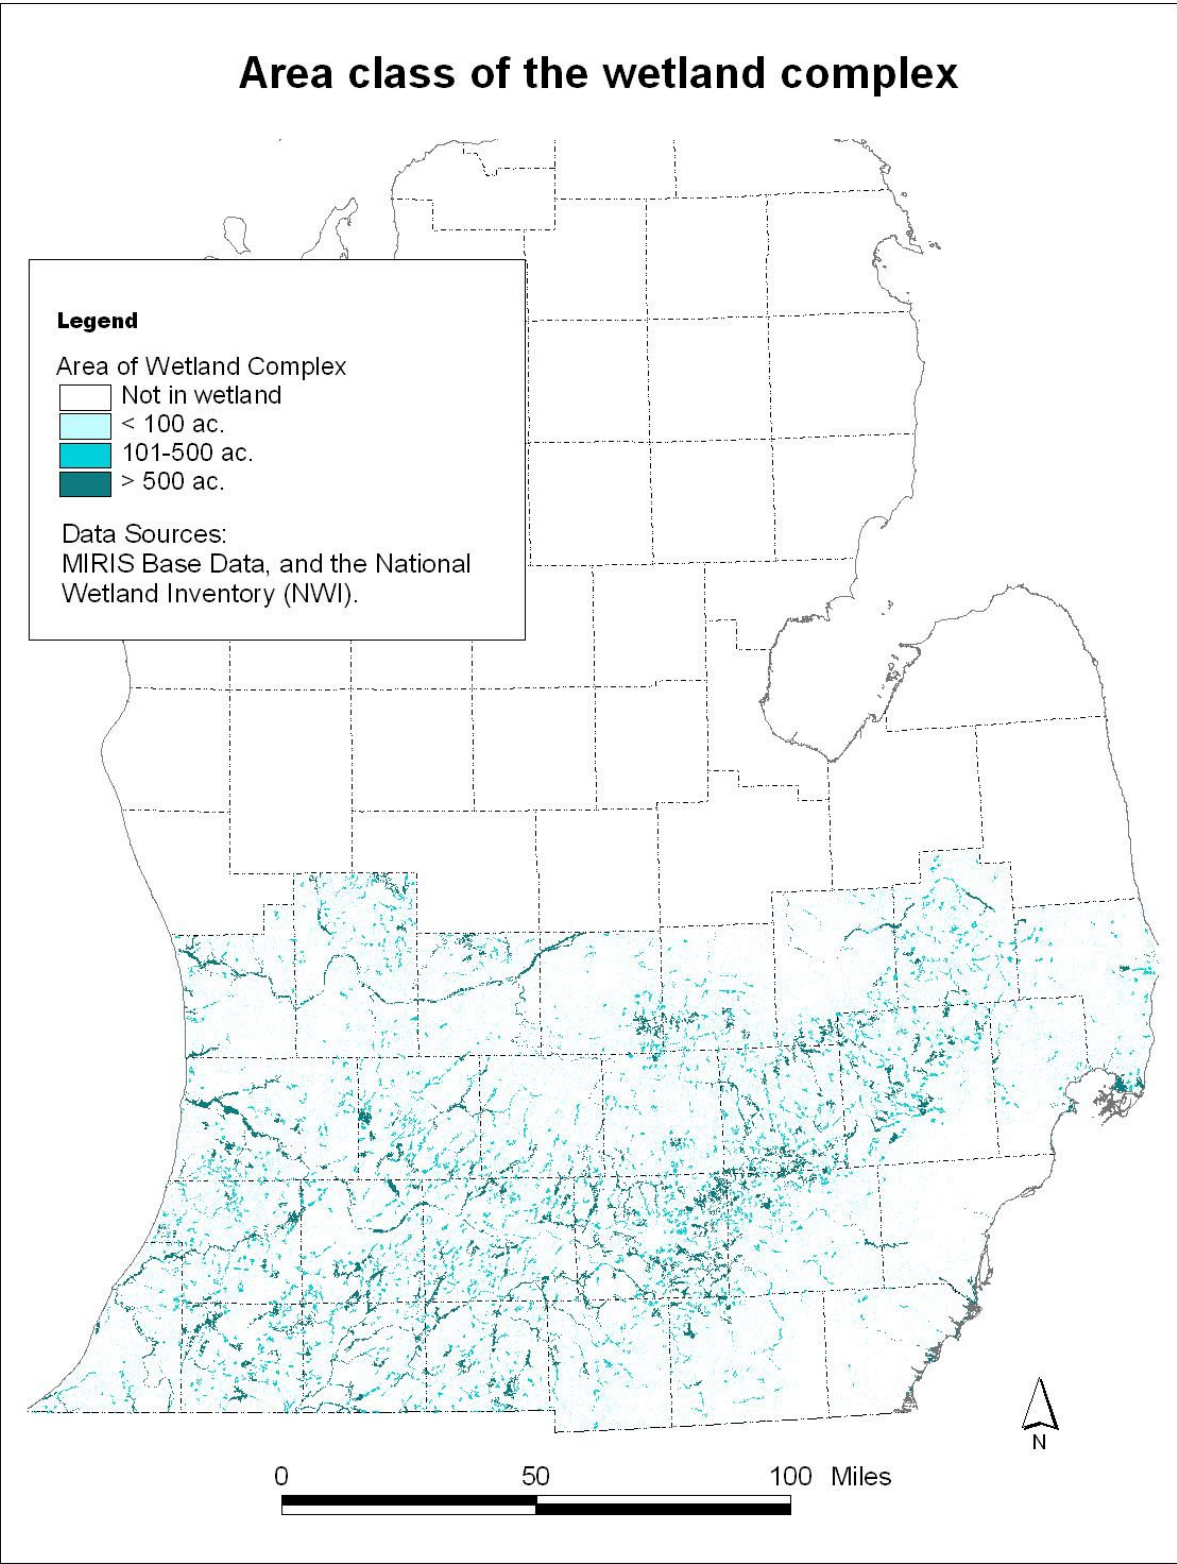 Area class of the wetland complex
Legend
Area of Wetland Complex
Not in wetland
< 100 ac.
101-500 ac.
> 500 ac.
Data Sources:
MIRIS Base Data, and the National
Wetland Inventory (NWI).
N
0 50 100 Miles